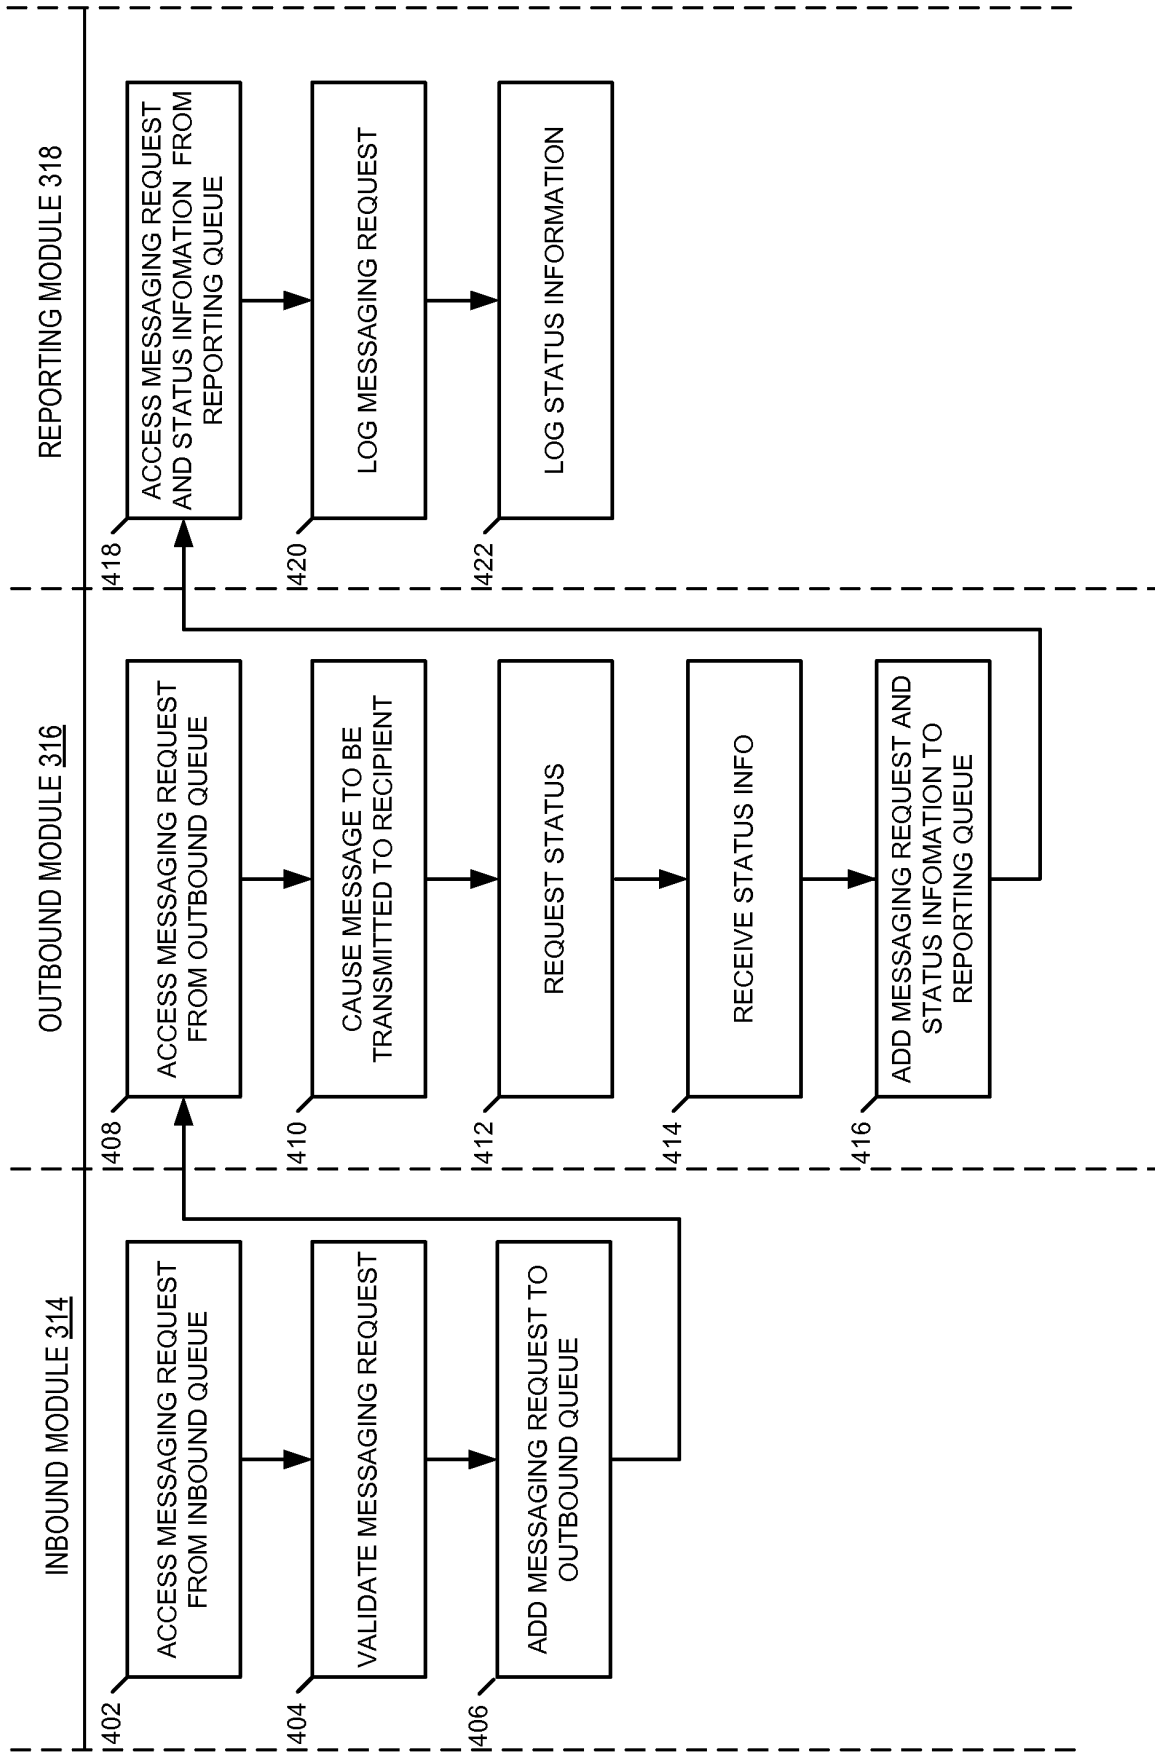 INBOUND MODULE 314
402
ACCESS MESSAGING REQUEST
FROM INBOUND QUEUE
404
VALIDATE MESSAGING REQUEST
406
ADD MESSAGING REQUEST TO
OUTBOUND QUEUE
OUTBOUND MODULE 316
408
ACCESS MESSAGING REQUEST
FROM OUTBOUND QUEUE
410
CAUSE MESSAGE TO BE
TRANSMITTED TO RECIPIENT
412
REQUEST STATUS
414
RECEIVE STATUS INFO
416
ADD MESSAGING REQUEST AND
STATUS INFOMATION TO
REPORTING QUEUE
REPORTING MODULE 318
418
ACCESS MESSAGING REQUEST
AND STATUS INFOMATION FROM
REPORTING QUEUE
420
LOG MESSAGING REQUEST
422
LOG STATUS INFORMATION